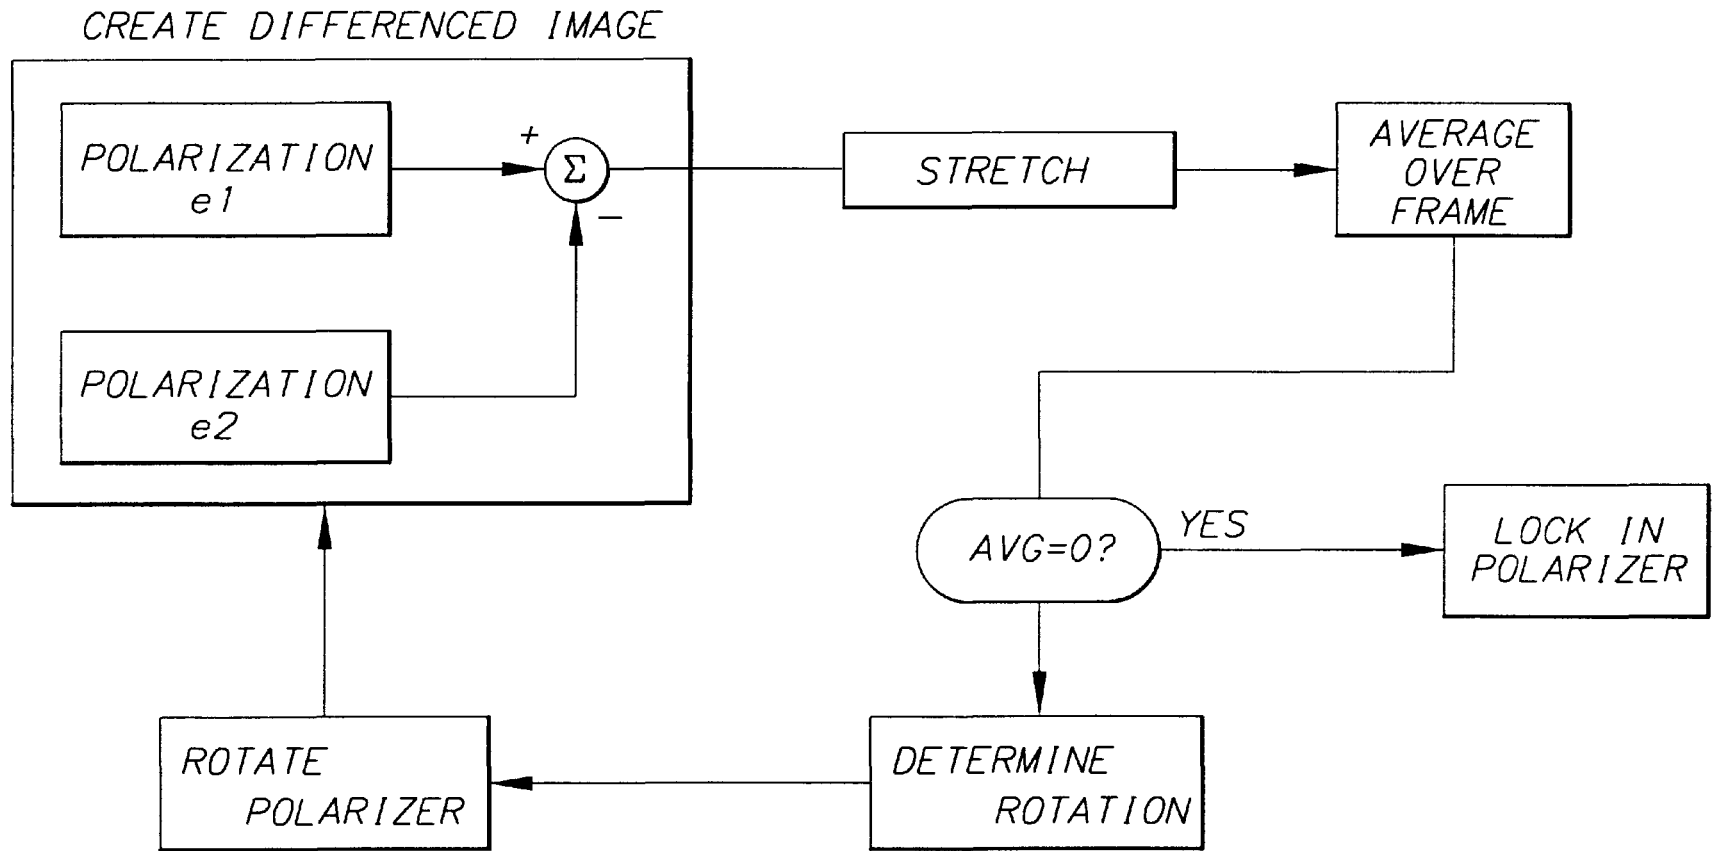 CREATE DIFFERENCED IMAGE
POLARIZATION
e1
+
Σ
−
POLARIZATION
e2
STRETCH
AVERAGE
OVER
FRAME
AVG=0?
YES
LOCK IN
POLARIZER
DETERMINE
ROTATION
ROTATE
POLARIZER